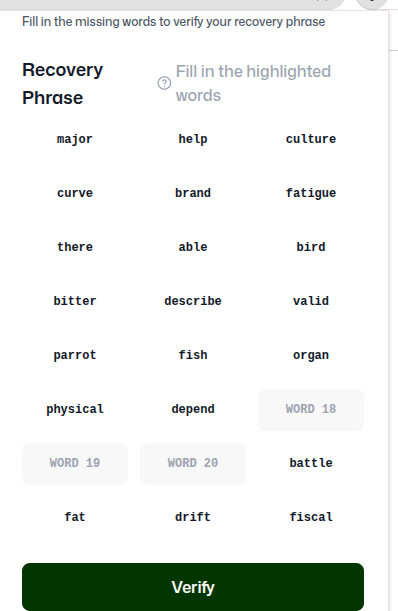 Fill in the missing words to verify your recovery phrase
Recovery
Phrase
Fill in the highlighted
words
major help culture
curve brand fatigue
there able bird
bitter describe valid
parrot fish organ
physical depend WORD 18
WORD 19 WORD 20 battle
fat drift fiscal
Verify